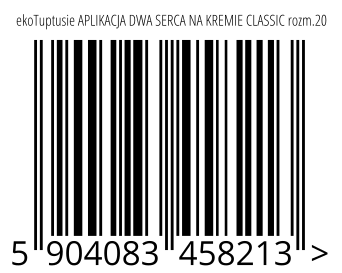 ekoTuptusie APLIKACJA DWA SERCA NA KREMIE CLASSIC rozm.20
5 904083 458213 >